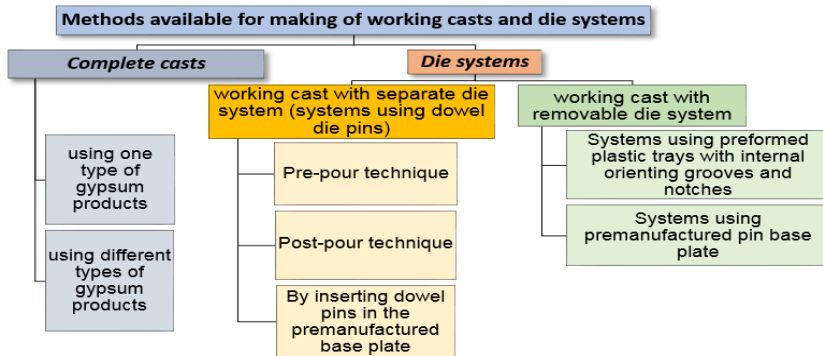 Methods available for making of working casts and die systems
Complete casts
Die systems
working cast with separate die
system (systems using dowel
die pins)
working cast with
removable die system
using one
type of
gypsum
products
using different
types of
gypsum
products
Pre-pour technique
Post-pour technique
By inserting dowel
pins in the
premanufactured
base plate
Systems using preformed
plastic trays with internal
orienting grooves and
notches
Systems using
premanufactured pin base
plate